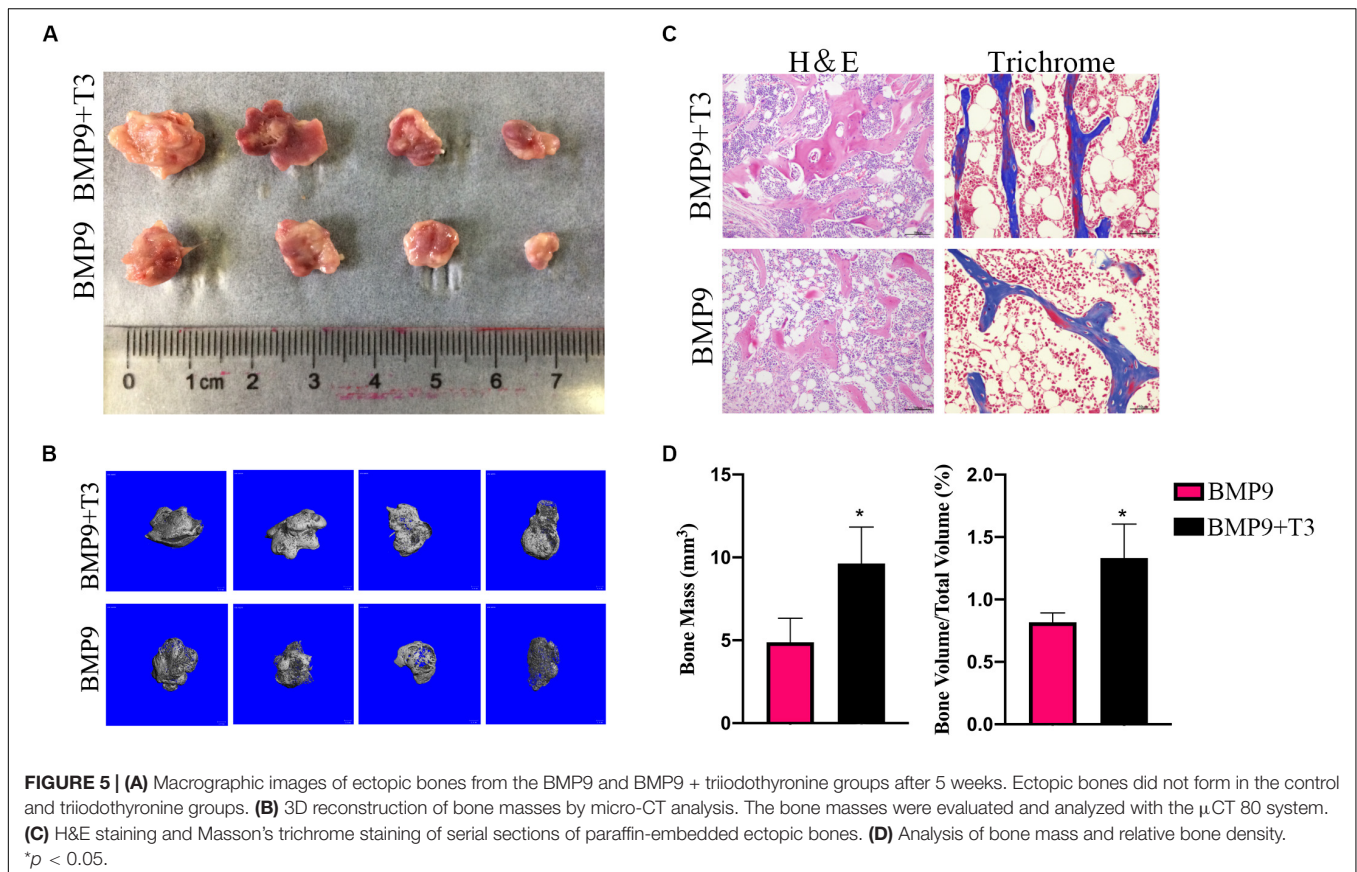 A
BMP9+T3
BMP9
0 1 cm 2 3 4 5 6 7
B
BMP9+T3
BMP9
C
H&E Trichrome
BMP9+T3
BMP9
D
Bone Mass (mm³)
15
10
5
0
*
Bone Volume/Total Volume (%)
2.0
1.5
1.0
0.5
0.0
*
BMP9
BMP9+T3
FIGURE 5 | (A) Macrographic images of ectopic bones from the BMP9 and BMP9 + triiodothyronine groups after 5 weeks. Ectopic bones did not form in the control
and triiodothyronine groups. (B) 3D reconstruction of bone masses by micro-CT analysis. The bone masses were evaluated and analyzed with the μCT 80 system.
(C) H&E staining and Masson's trichrome staining of serial sections of paraffin-embedded ectopic bones. (D) Analysis of bone mass and relative bone density.
*p < 0.05.